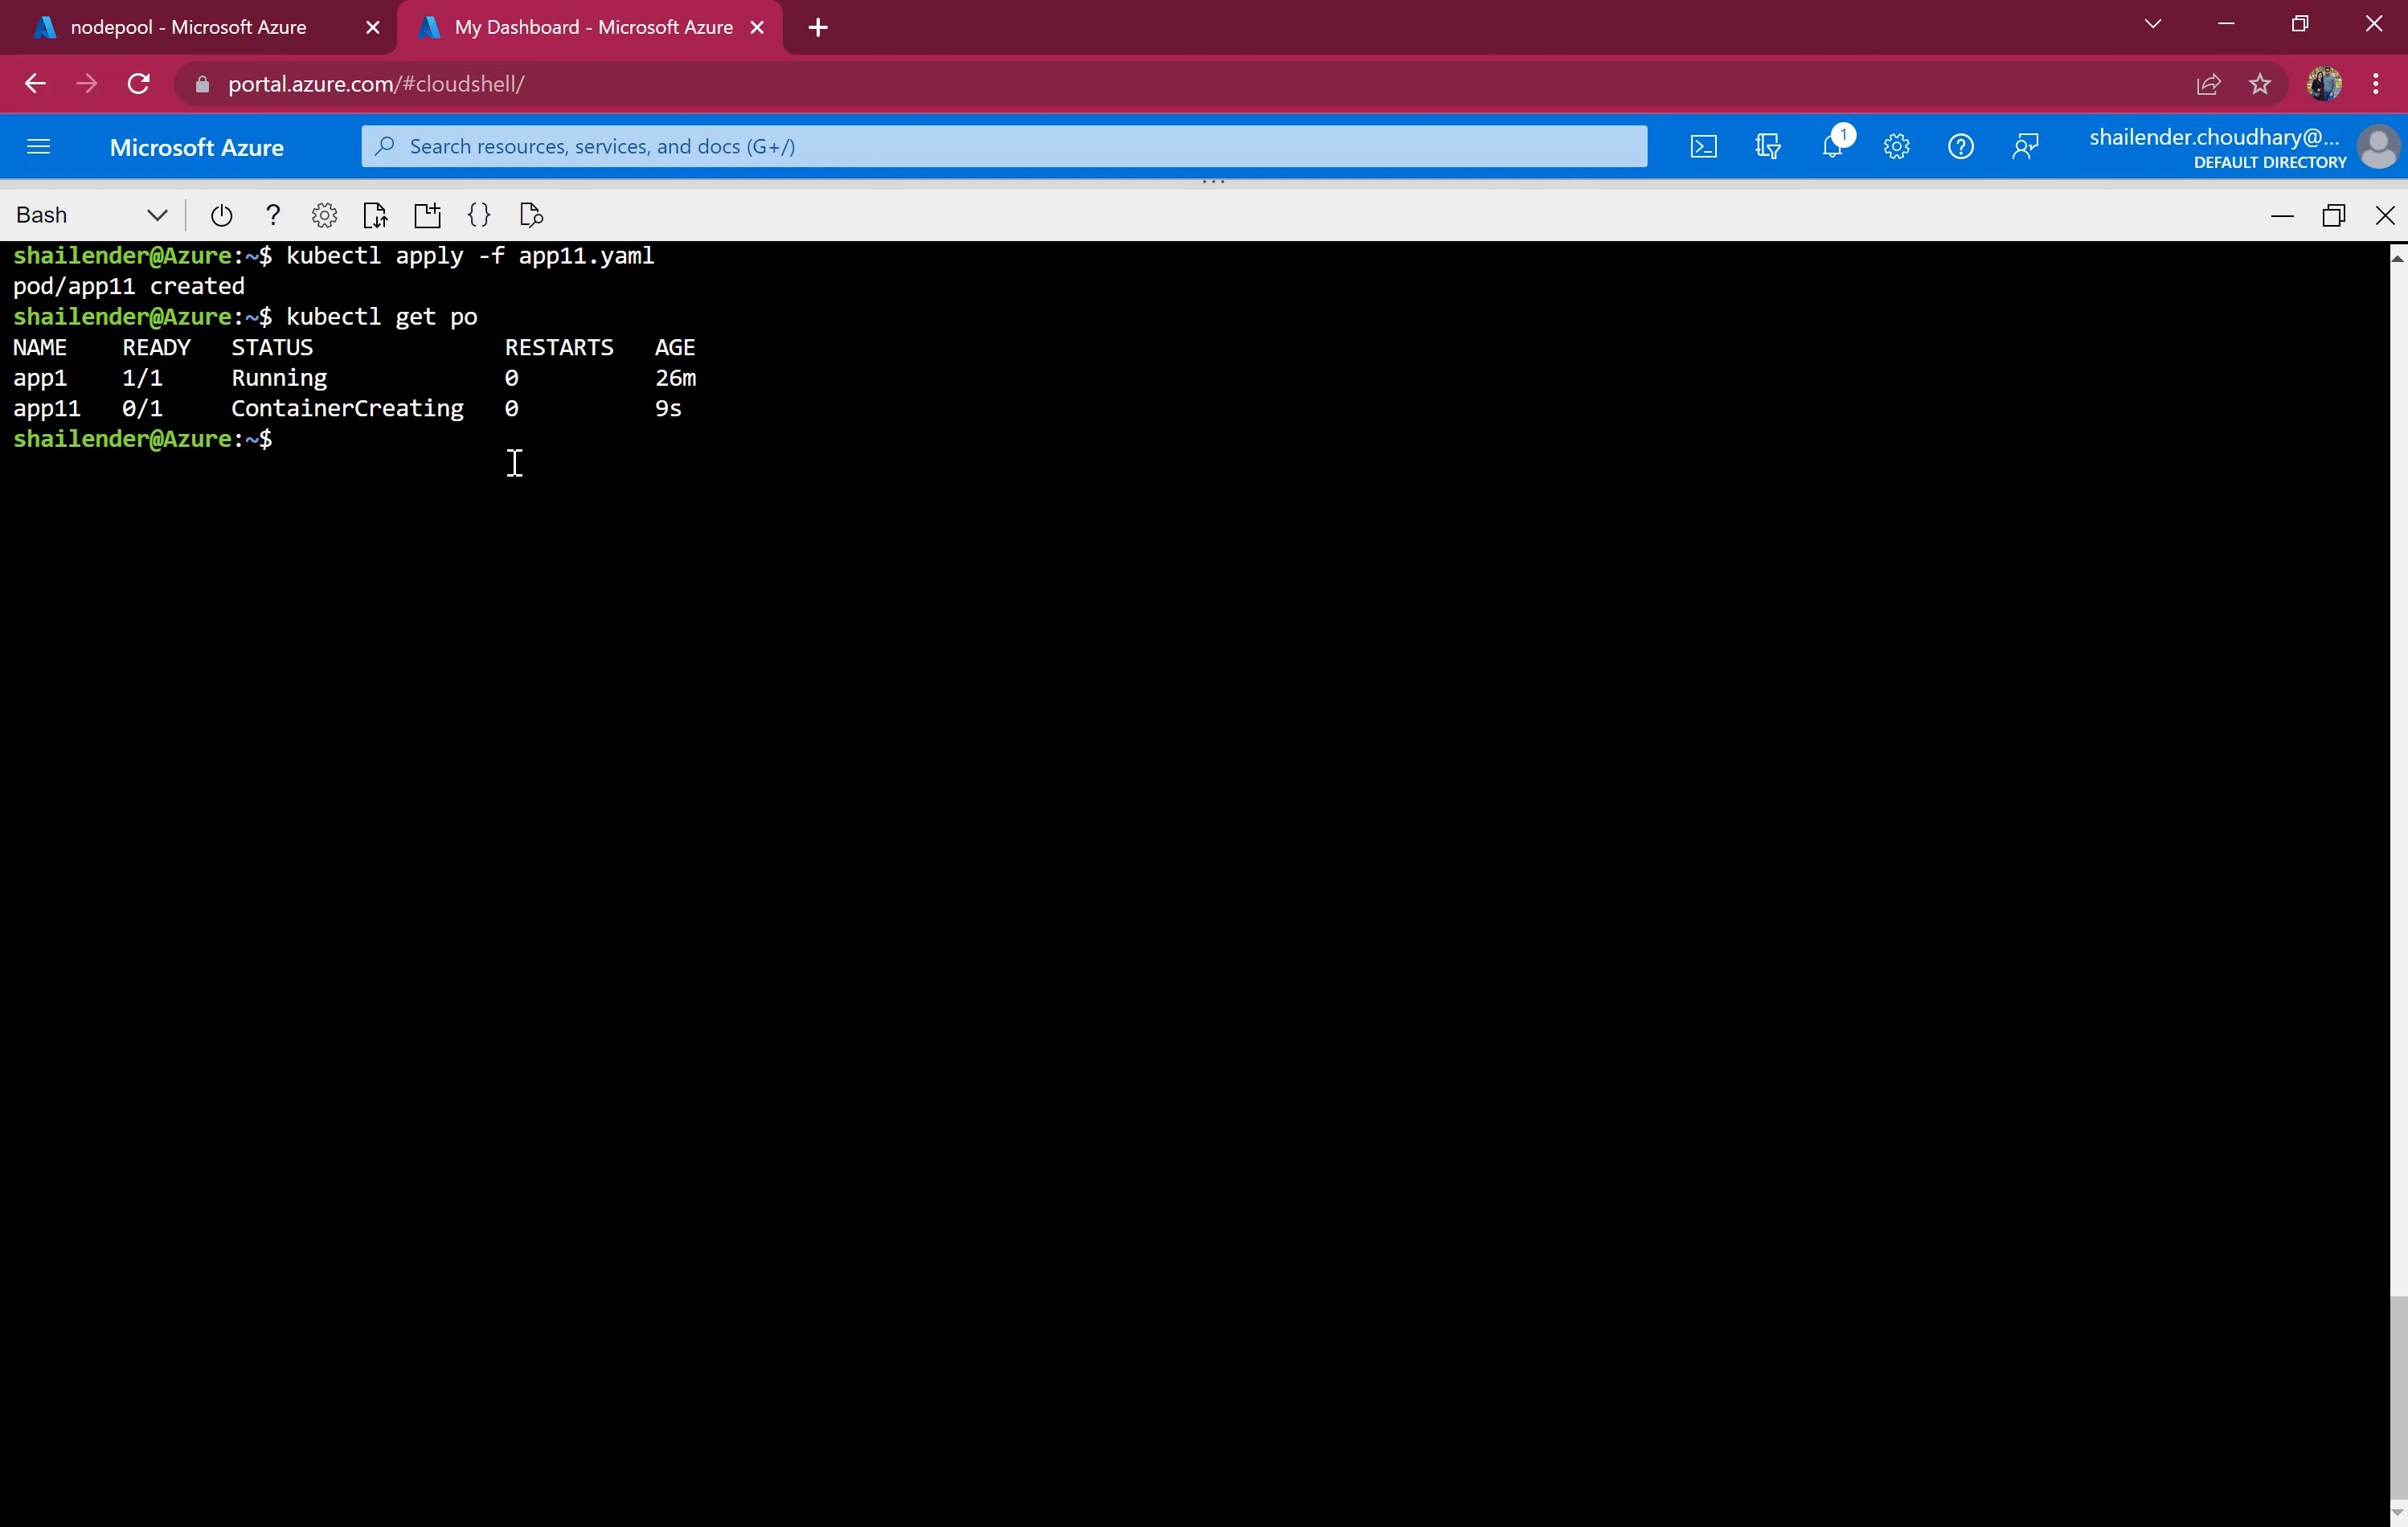 nodepool - Microsoft Azure
My Dashboard - Microsoft Azure
portal.azure.com/#cloudshell/
Microsoft Azure
Search resources, services, and docs (G+/)
1
shailender.choudhary@...
DEFAULT DIRECTORY
Bash
shailender@Azure:~$ kubectl apply -f app11.yaml
pod/app11 created
shailender@Azure:~$ kubectl get po
NAME READY STATUS RESTARTS AGE
app1 1/1 Running 0 26m
app11 0/1 ContainerCreating 0 9s
shailender@Azure:~$